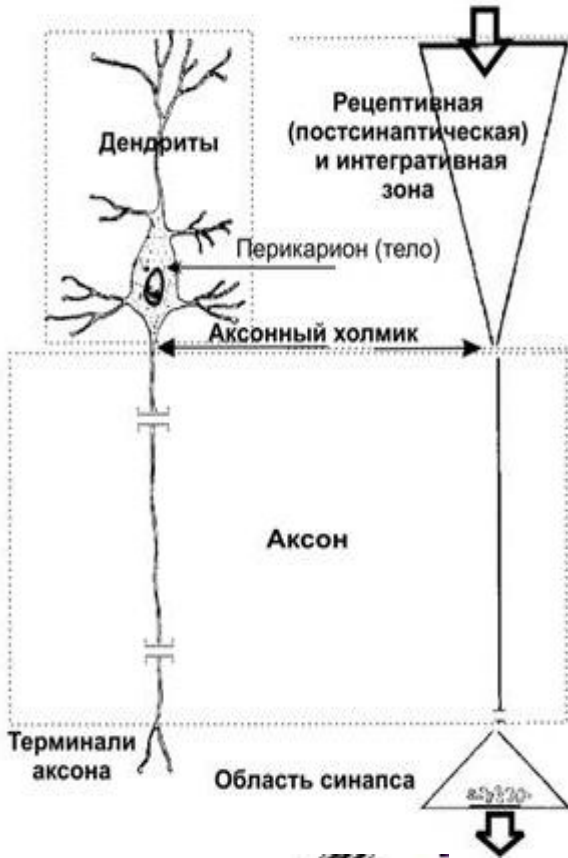 Рецептивная
(постсинаптическая)
и интегративная
зона
Дендриты
Перикарион (тело)
Аксонный холмик
Аксон
Терминали
аксона
Область синапса